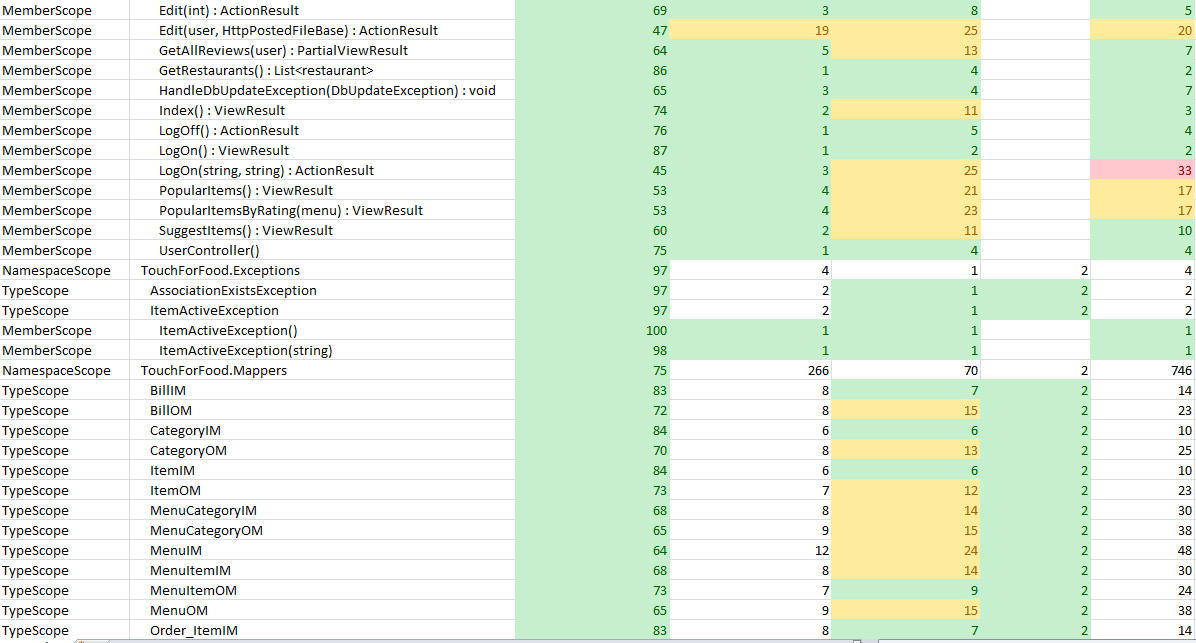 MemberScope Edit(int) : ActionResult 69 3 8 5
MemberScope Edit(user, HttpPostedFileBase) : ActionResult 47 19 25 20
MemberScope GetAllReviews(user) : PartialViewResult 64 5 13 7
MemberScope GetRestaurants() : List<restaurant> 86 1 4 2
MemberScope HandleDbUpdateException(DbUpdateException) : void 65 3 4 7
MemberScope Index() : ViewResult 74 2 11 3
MemberScope LogOff() : ActionResult 76 1 5 4
MemberScope LogOn() : ViewResult 87 1 2 2
MemberScope LogOn(string, string) : ActionResult 45 3 25 33
MemberScope PopularItems() : ViewResult 53 4 21 17
MemberScope PopularItemsByRating(menu) : ViewResult 53 4 23 17
MemberScope SuggestItems() : ViewResult 60 2 11 10
MemberScope UserController() 75 1 4 4
NamespaceScope TouchForFood.Exceptions 97 4 1 2 4
TypeScope AssociationExistsException 97 2 1 2 2
TypeScope ItemActiveException 97 2 1 2 2
MemberScope ItemActiveException() 100 1 1 1
MemberScope ItemActiveException(string) 98 1 1 1
NamespaceScope TouchForFood.Mappers 75 266 70 2 746
TypeScope BillIM 83 8 7 2 14
TypeScope BillOM 72 8 15 2 23
TypeScope CategoryIM 84 6 6 2 10
TypeScope CategoryOM 70 8 13 2 25
TypeScope ItemIM 84 6 6 2 10
TypeScope ItemOM 73 7 12 2 23
TypeScope MenuCategoryIM 68 8 14 2 30
TypeScope MenuCategoryOM 65 9 15 2 38
TypeScope MenuIM 64 12 24 2 48
TypeScope MenuItemIM 68 8 14 2 30
TypeScope MenuItemOM 73 7 9 2 24
TypeScope MenuOM 65 9 15 2 38
TypeScope Order_ItemIM 83 8 7 2 14